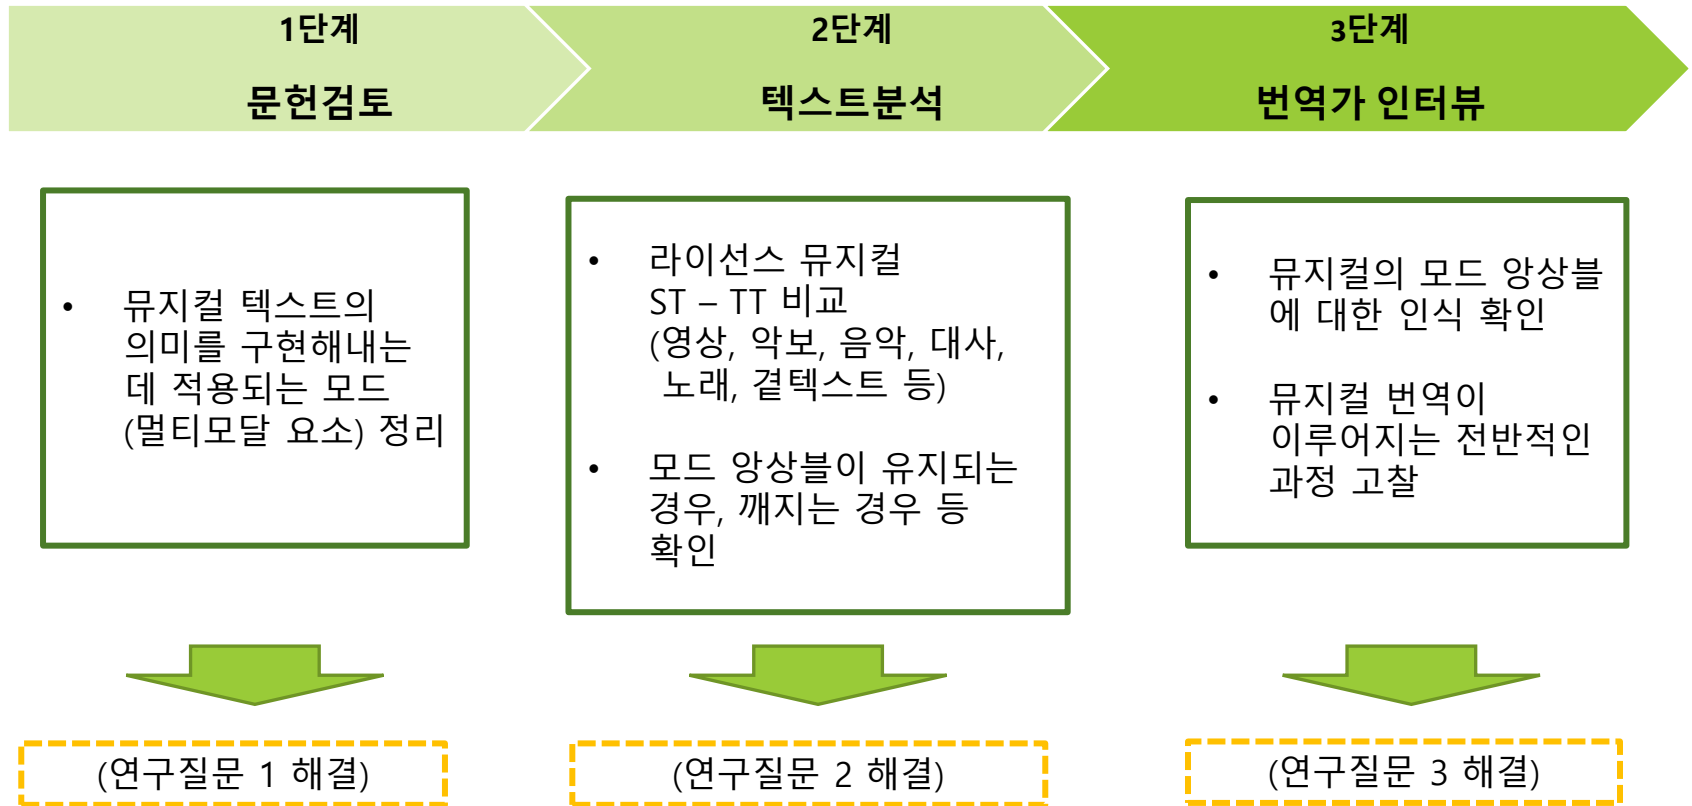 1단계
문헌검토
2단계
텍스트분석
3단계
번역가 인터뷰
• 뮤지컬 텍스트의
의미를 구현해내는
데 적용되는 모드
(멀티모달 요소) 정리
• 라이선스 뮤지컬
ST – TT 비교
(영상, 악보, 음악, 대사,
노래, 곁텍스트 등)
• 모드 앙상블이 유지되는
경우, 깨지는 경우 등
확인
• 뮤지컬의 모드 앙상블
에 대한 인식 확인
• 뮤지컬 번역이
이루어지는 전반적인
과정 고찰
(연구질문 1 해결)
(연구질문 2 해결)
(연구질문 3 해결)